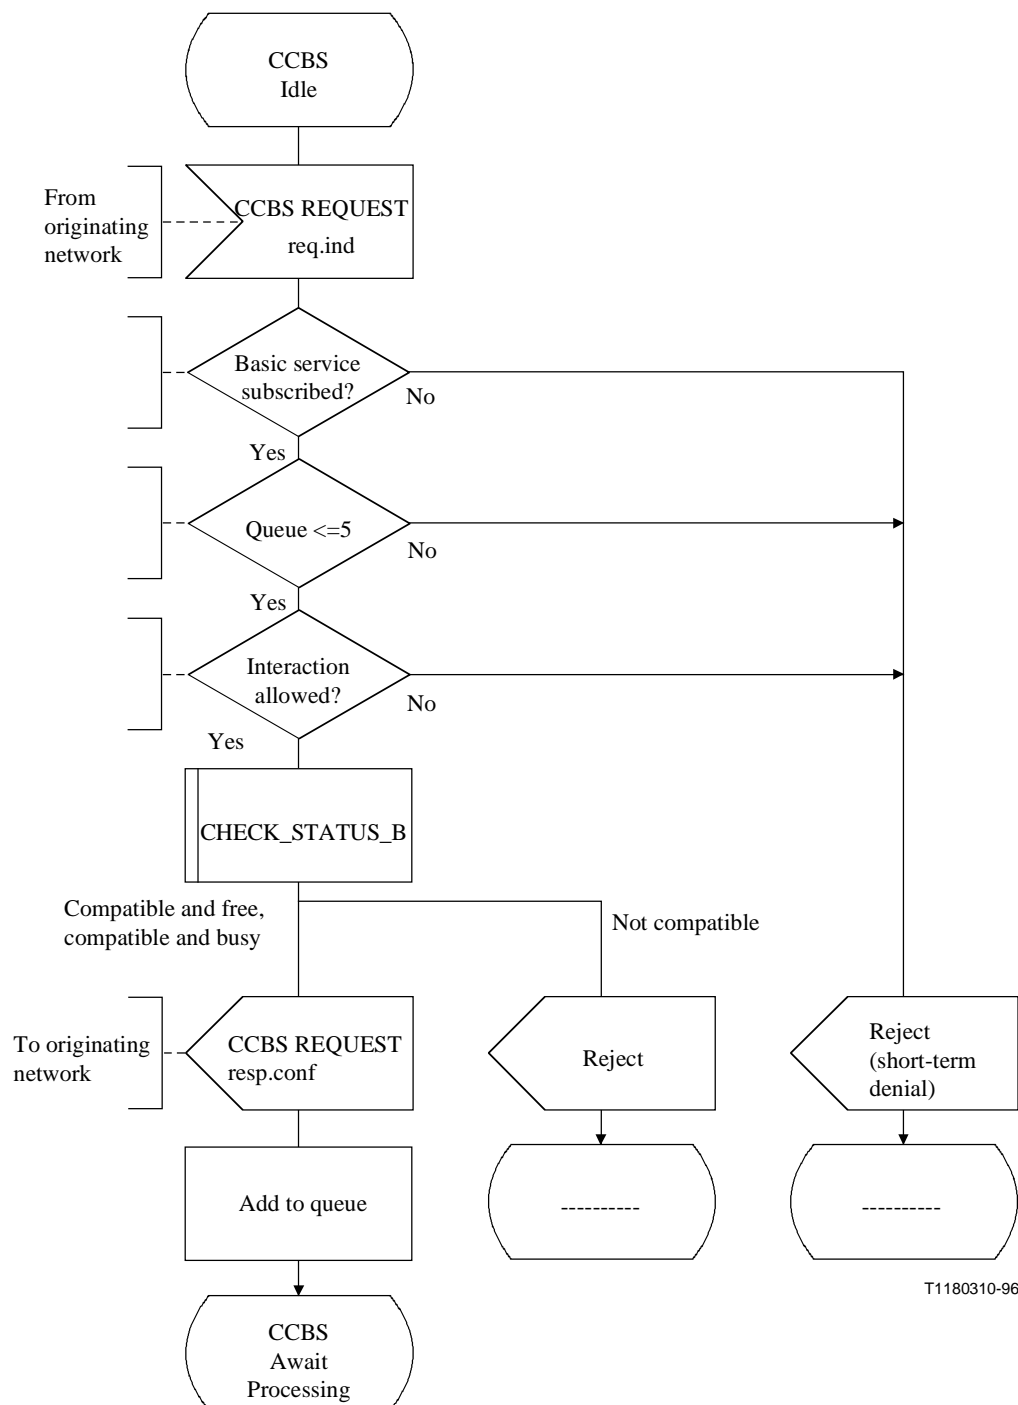 CCBS
Idle
From
originating
network
CCBS REQUEST
req.ind
Basic service
subscribed?
No
Yes
Queue <=5
No
Yes
Interaction
allowed?
No
Yes
CHECK_STATUS_B
Compatible and free,
compatible and busy
Not compatible
To originating
network
CCBS REQUEST
resp.conf
Reject
Reject
(short-term
denial)
Add to queue
----------
----------
T1180310-96
CCBS
Await
Processing